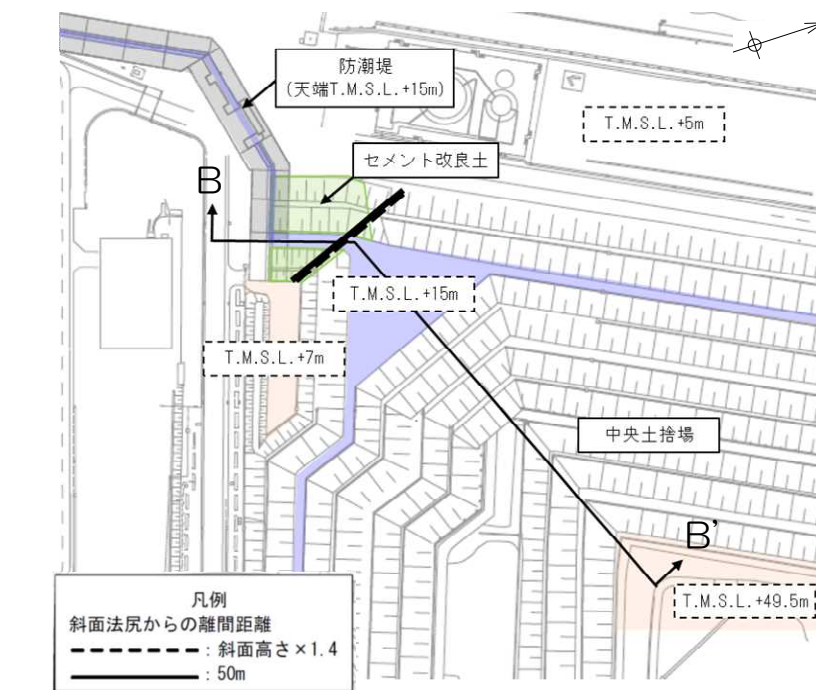 防潮堤
(天端T.M.S.L.+15m)
T.M.S.L.+5m
セメント改良土
B
T.M.S.L.+15m
T.M.S.L.+7m
中央土捨場
B'
T.M.S.L.+49.5m
凡例
斜面法尻からの離間距離
:斜面高さ×1.4
:50m